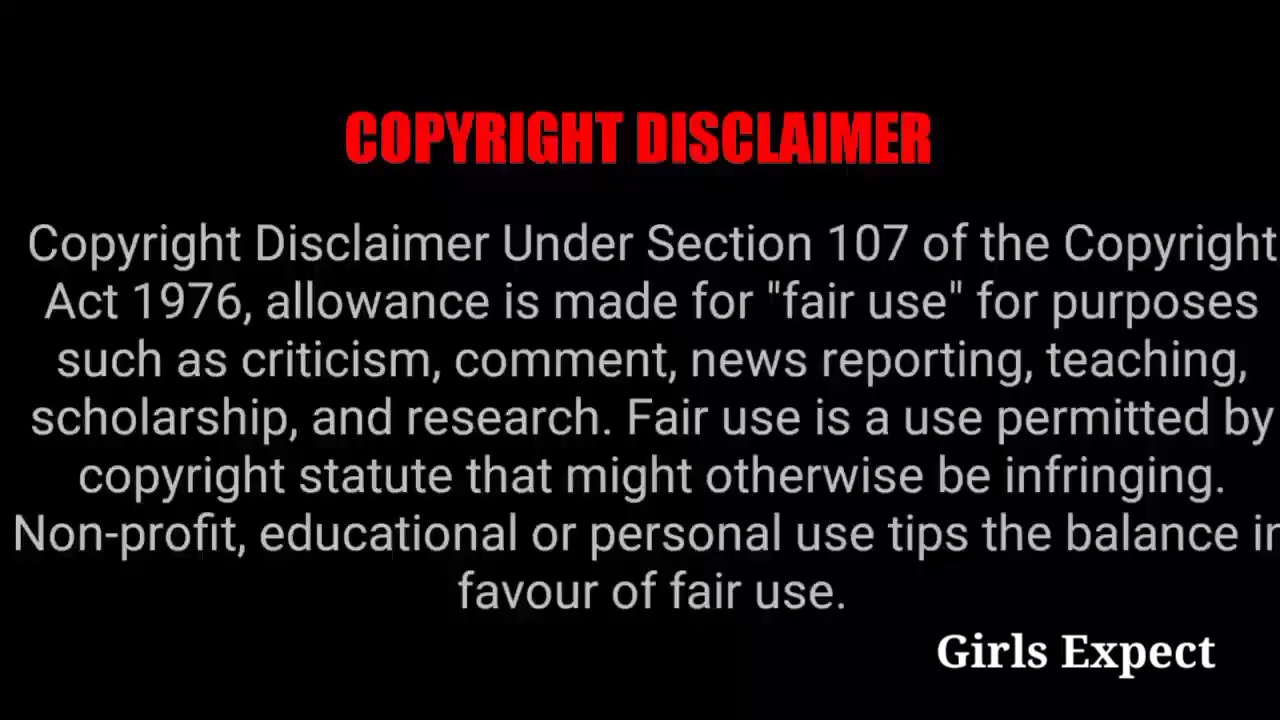 COPYRIGHT DISCLAIMER
Copyright Disclaimer Under Section 107 of the Copyright
Act 1976, allowance is made for "fair use" for purposes
such as criticism, comment, news reporting, teaching,
scholarship, and research. Fair use is a use permitted by
copyright statute that might otherwise be infringing.
Non-profit, educational or personal use tips the balance in
favour of fair use.
Girls Expect